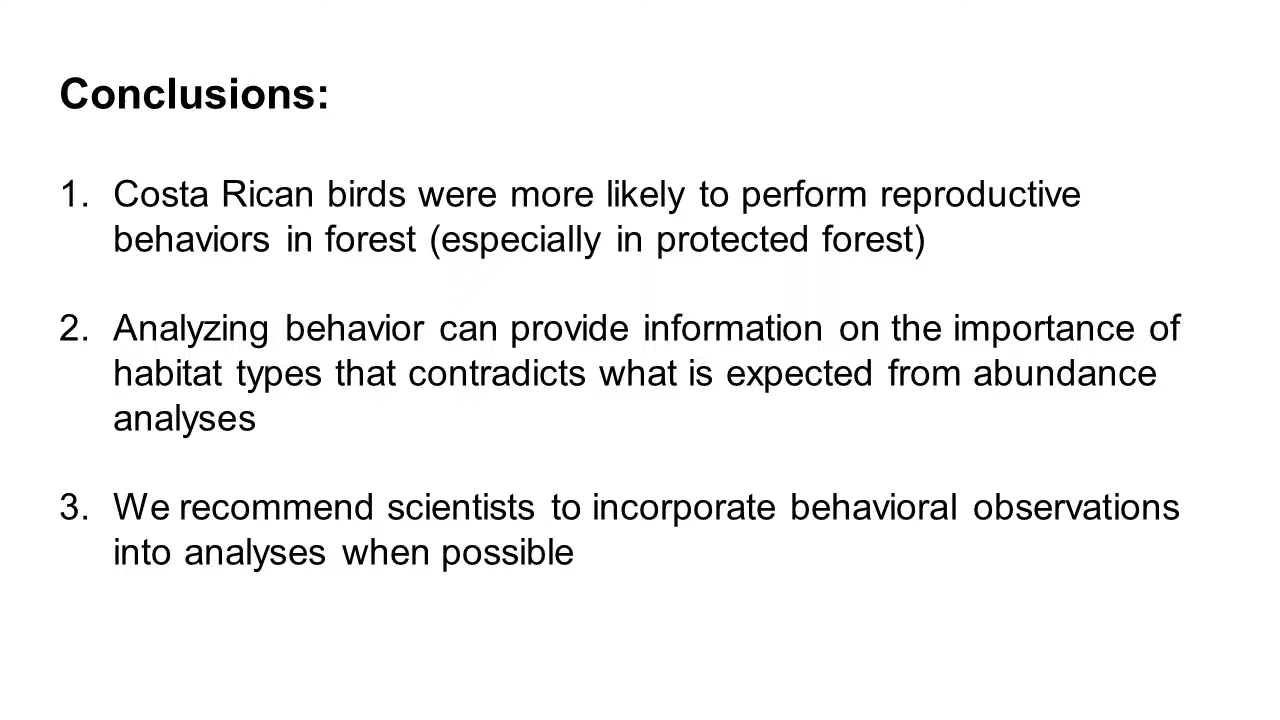 Conclusions:
1. Costa Rican birds were more likely to perform reproductive
behaviors in forest (especially in protected forest)
2. Analyzing behavior can provide information on the importance of
habitat types that contradicts what is expected from abundance
analyses
3. We recommend scientists to incorporate behavioral observations
into analyses when possible